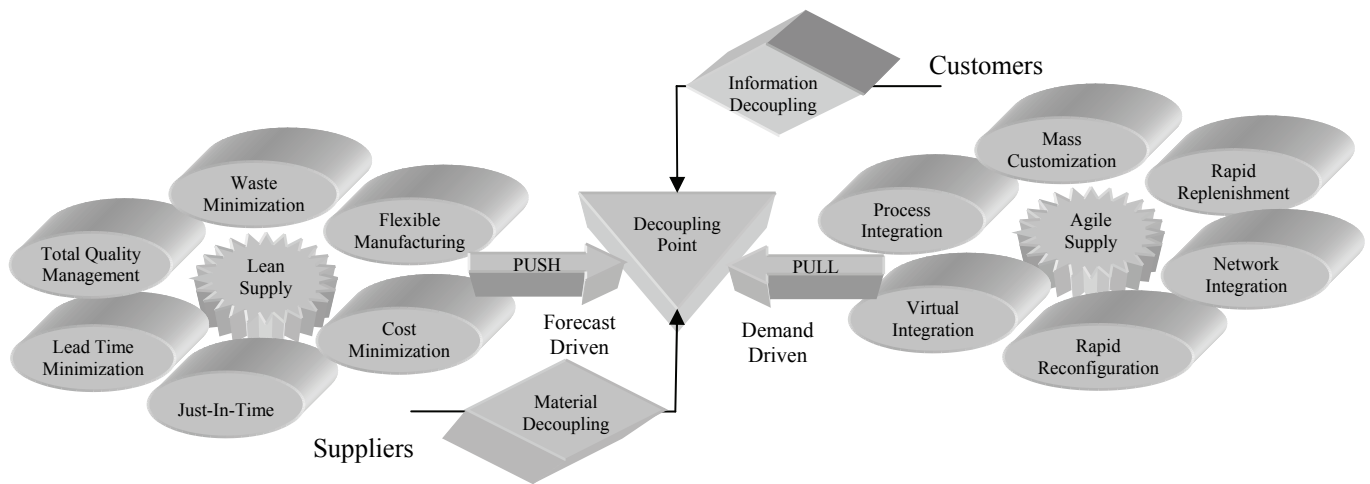 Customers
Information
Decoupling
Waste
Minimization
Flexible
Manufacturing
Total Quality
Management
Lean
Supply
Lead Time
Minimization
Cost
Minimization
Just-In-Time
PUSH
Forecast
Driven
Decoupling
Point
PULL
Demand
Driven
Material
Decoupling
Suppliers
Mass
Customization
Rapid
Replenishment
Process
Integration
Agile
Supply
Network
Integration
Virtual
Integration
Rapid
Reconfiguration